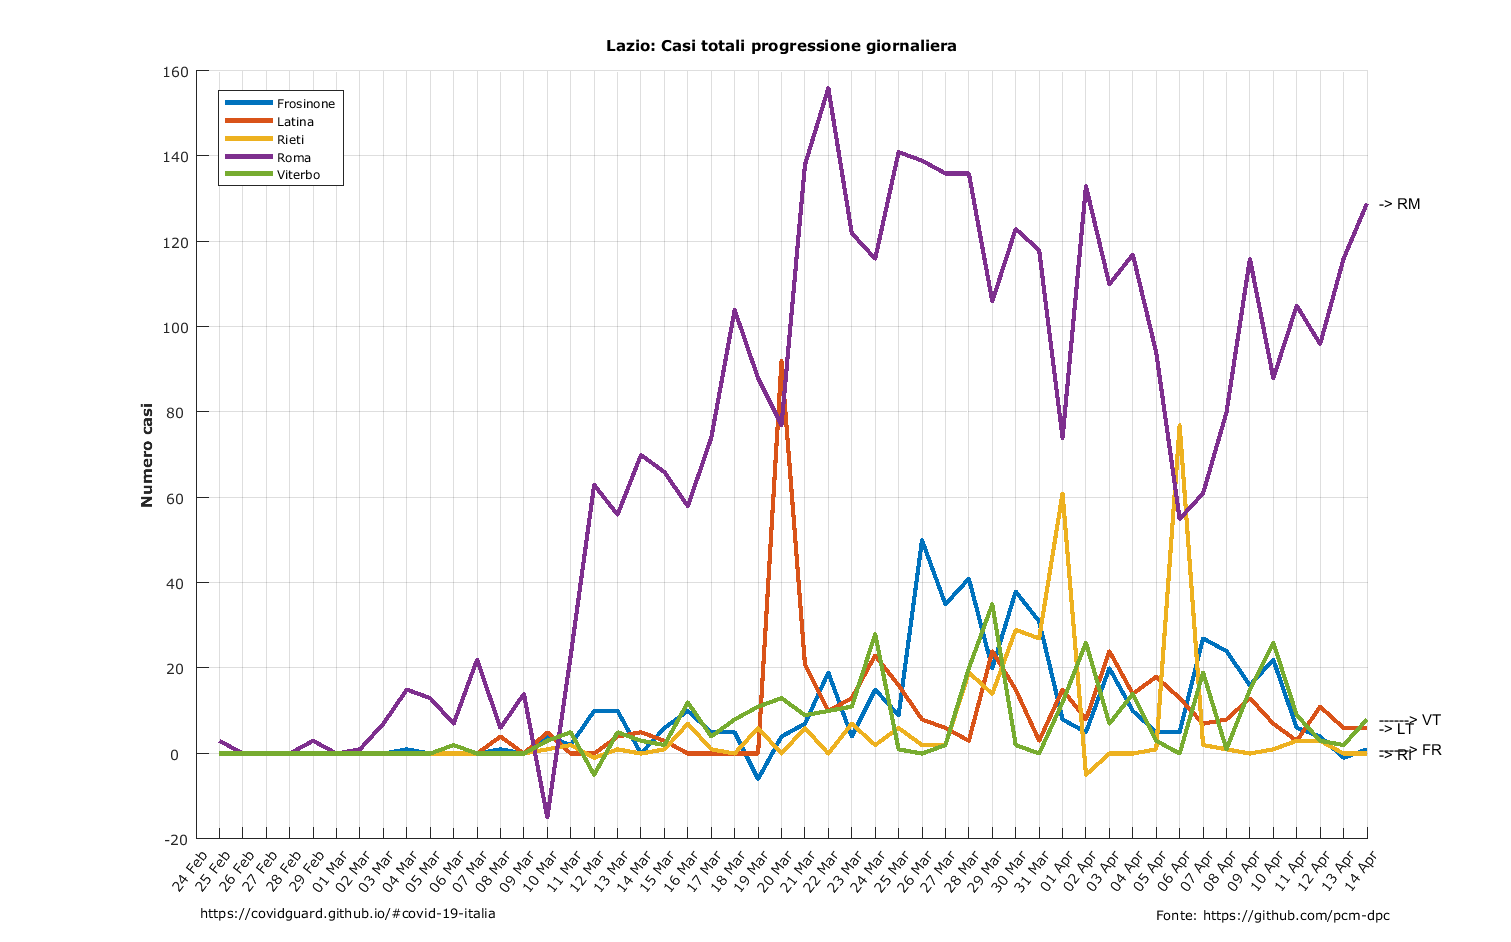 Lazio: Casi totali progressione giornaliera
160
140
120
100
80
60
40
20
0
-20
Numero casi
Frosinone
Latina
Rieti
Roma
Viterbo
-> RM
------> VT
-> LT
------> FR
-> RI
24 Feb
25 Feb
26 Feb
27 Feb
28 Feb
29 Feb
01 Mar
02 Mar
03 Mar
04 Mar
05 Mar
06 Mar
07 Mar
08 Mar
09 Mar
10 Mar
11 Mar
12 Mar
13 Mar
14 Mar
15 Mar
16 Mar
17 Mar
18 Mar
19 Mar
20 Mar
21 Mar
22 Mar
23 Mar
24 Mar
25 Mar
26 Mar
27 Mar
28 Mar
29 Mar
30 Mar
31 Mar
01 Apr
02 Apr
03 Apr
04 Apr
05 Apr
06 Apr
07 Apr
08 Apr
09 Apr
10 Apr
11 Apr
12 Apr
13 Apr
14 Apr
https://covidguard.github.io/#covid-19-italia
Fonte: https://github.com/pcm-dpc